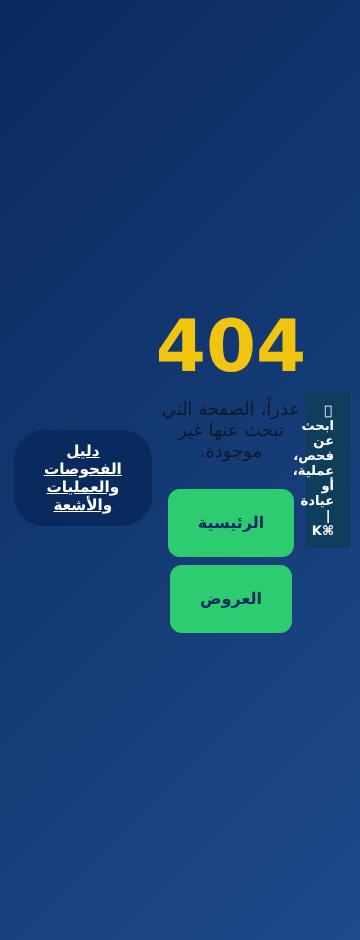 404
عذراً، الصفحة التي
تبحث عنها غير
موجودة.
الرئيسية
العروض
ابحث
عن
فحص،
عملية،
أو
عيادة
|
⌘K
دليل
الفحوصات
والعمليات
والأشعة